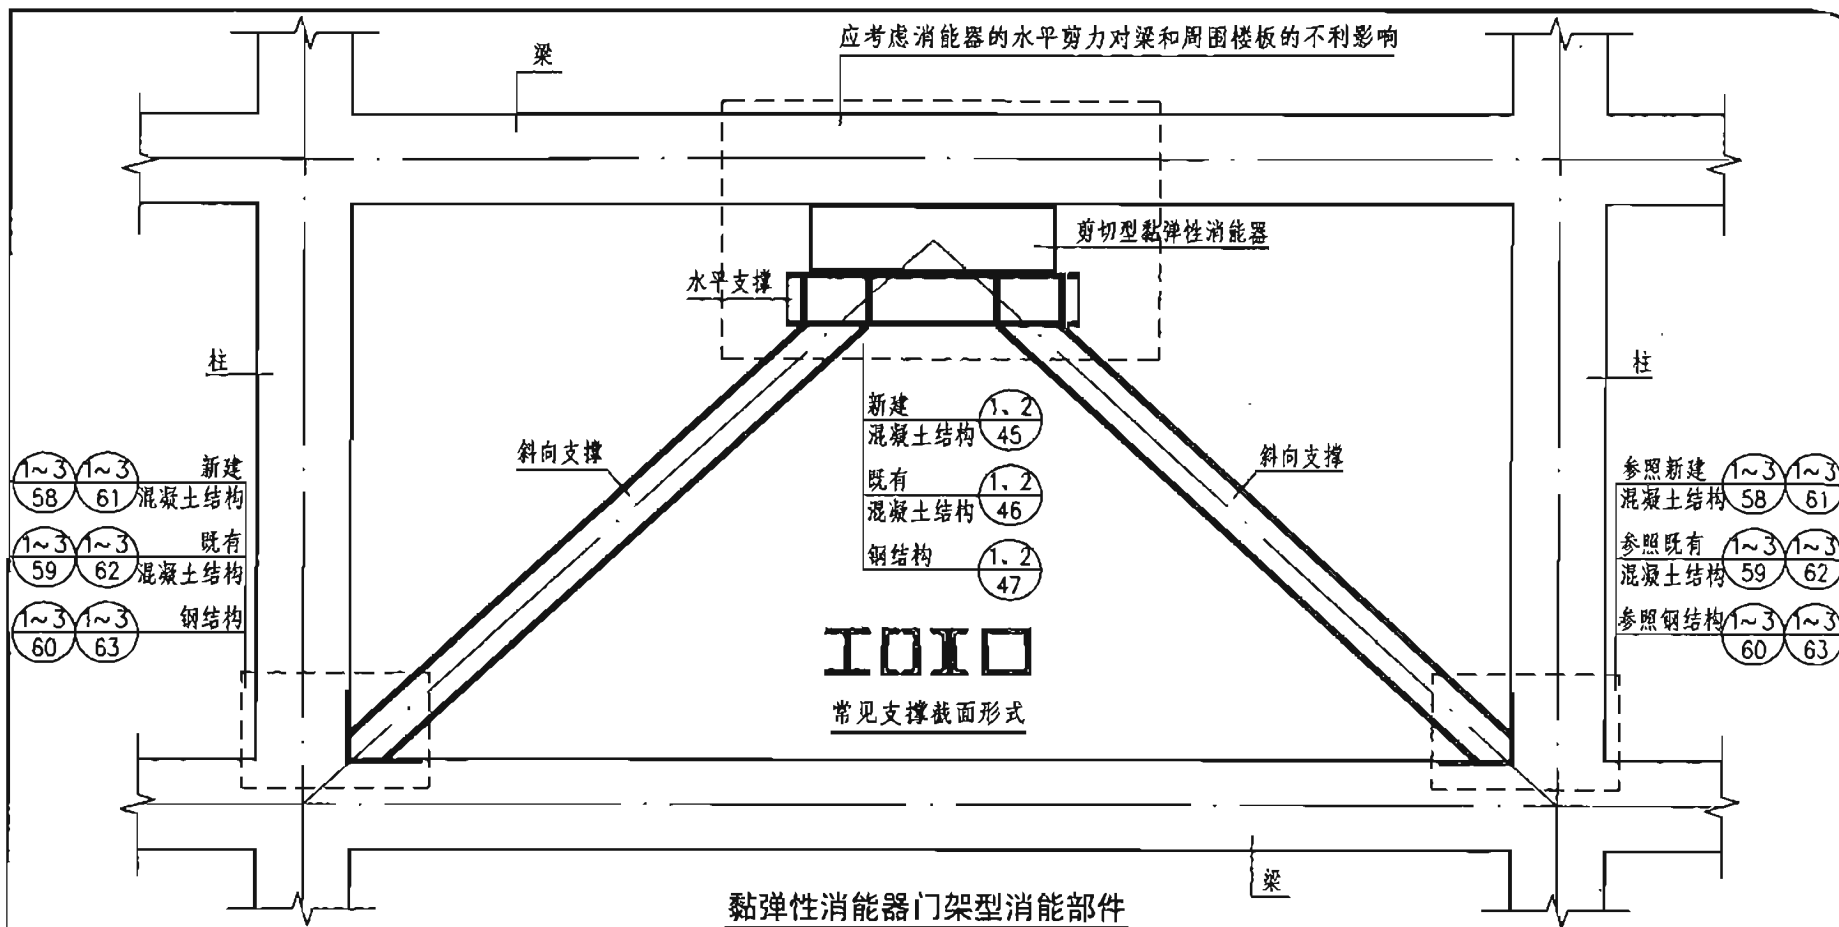 应考虑消能器的水平剪力对梁和周围楼板的不利影响
梁
剪切型黏弹性消能器
水平支撑
柱
柱
斜向支撑
斜向支撑
新建 1、2
混凝土结构 45
既有 1、2
混凝土结构 46
钢结构 1、2
47
1~3 1~3 新建
58 61 混凝土结构
1~3 1~3 既有
59 62 混凝土结构
1~3 1~3 钢结构
60 63
参照新建 1~3 1~3
混凝土结构 58 61
参照既有 1~3 1~3
混凝土结构 59 62
参照钢结构 1~3 1~3
60 63
常见支撑截面形式
梁
黏弹性消能器门架型消能部件